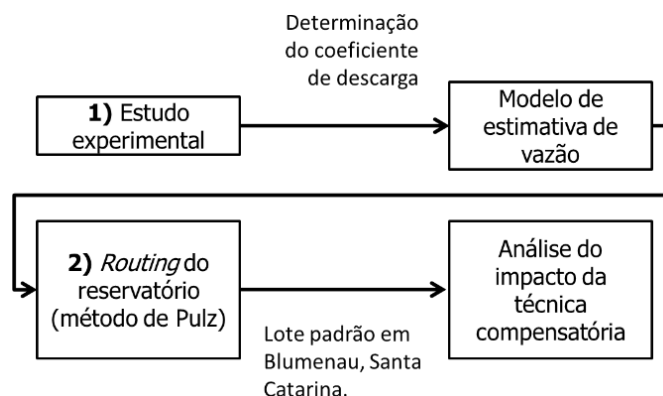 Determinação
do coeficiente
de descarga
1) Estudo
experimental
Modelo de
estimativa de
vazão
2) Routing do
reservatório
(método de Pulz)
Lote padrão em
Blumenau, Santa
Catarina.
Análise do
impacto da
técnica
compensatória